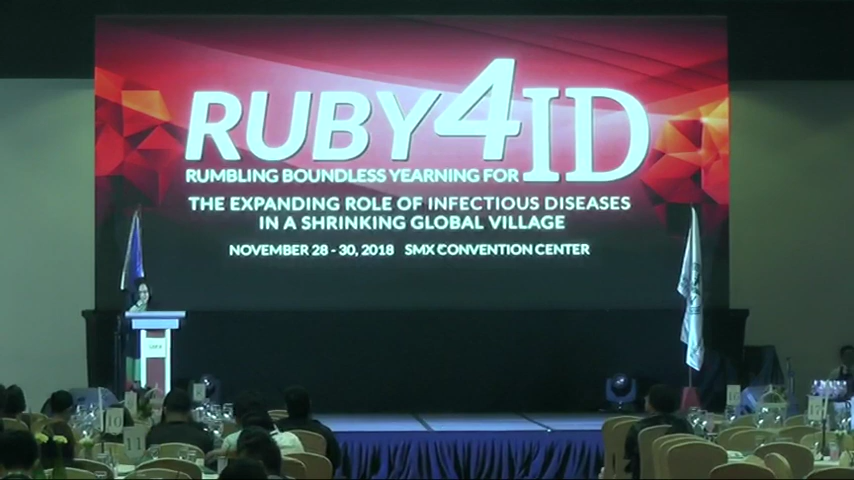 RUBY4ID
RUMBLING BOUNDLESS YEARNING FOR
THE EXPANDING ROLE OF INFECTIOUS DISEASES
IN A SHRINKING GLOBAL VILLAGE
NOVEMBER 28 - 30, 2018 SMX CONVENTION CENTER